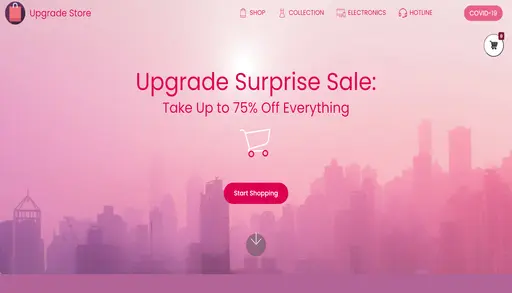 Upgrade Store
SHOP
COLLECTION
ELECTRONICS
HOTLINE
COVID-19
0
Upgrade Surprise Sale:
Take Up to 75% Off Everything
Start Shopping